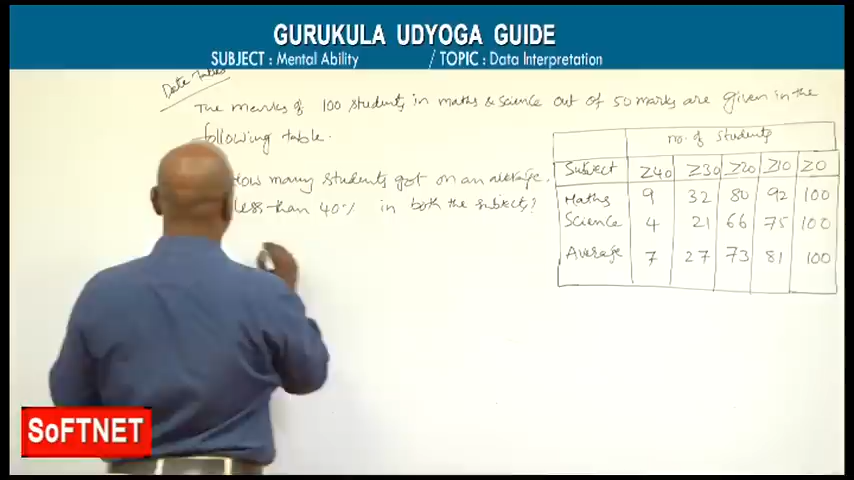 GURUKULA UDYOGA GUIDE
SUBJECT : Mental Ability / TOPIC : Data Interpretation
Data Tables
The marks of 100 students in maths & science out of 50 marks are given in the
following table.
How many students got on an average
less than 40% in both the subjects?
no. of Students
Subject ≥40 ≥30 ≥20 ≥10 ≥0
Maths 9 32 80 92 100
Science 4 21 66 75 100
Average 7 27 73 81 100
SoFTNET